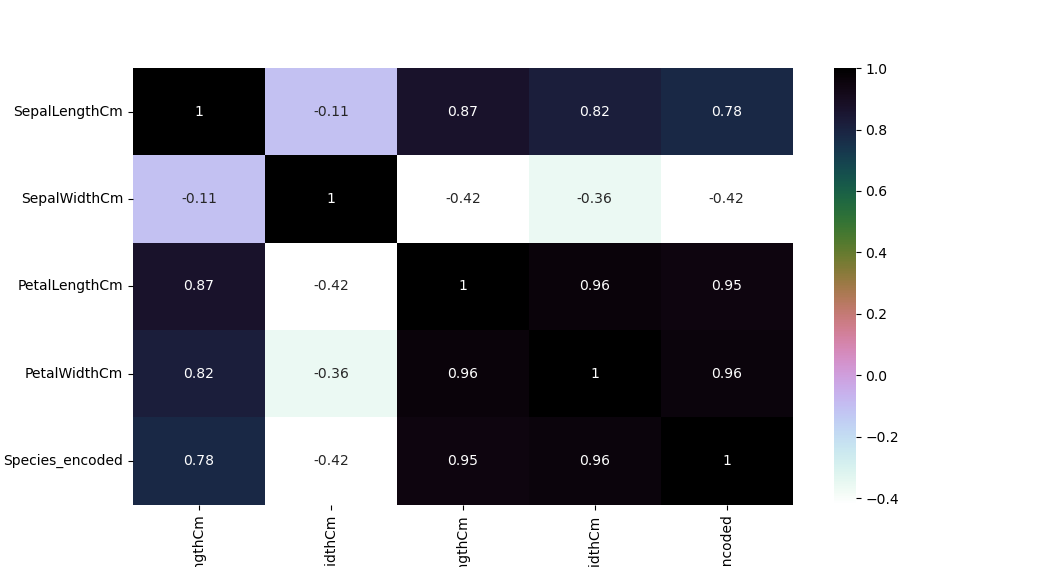 SepalLengthCm 1 -0.11 0.87 0.82 0.78
SepalWidthCm -0.11 1 -0.42 -0.36 -0.42
PetalLengthCm 0.87 -0.42 1 0.96 0.95
PetalWidthCm 0.82 -0.36 0.96 1 0.96
Species_encoded 0.78 -0.42 0.95 0.96 1
ngthCm
idthCm
ngthCm
idthCm
ncoded
1.0
0.8
0.6
0.4
0.2
0.0
−0.2
−0.4